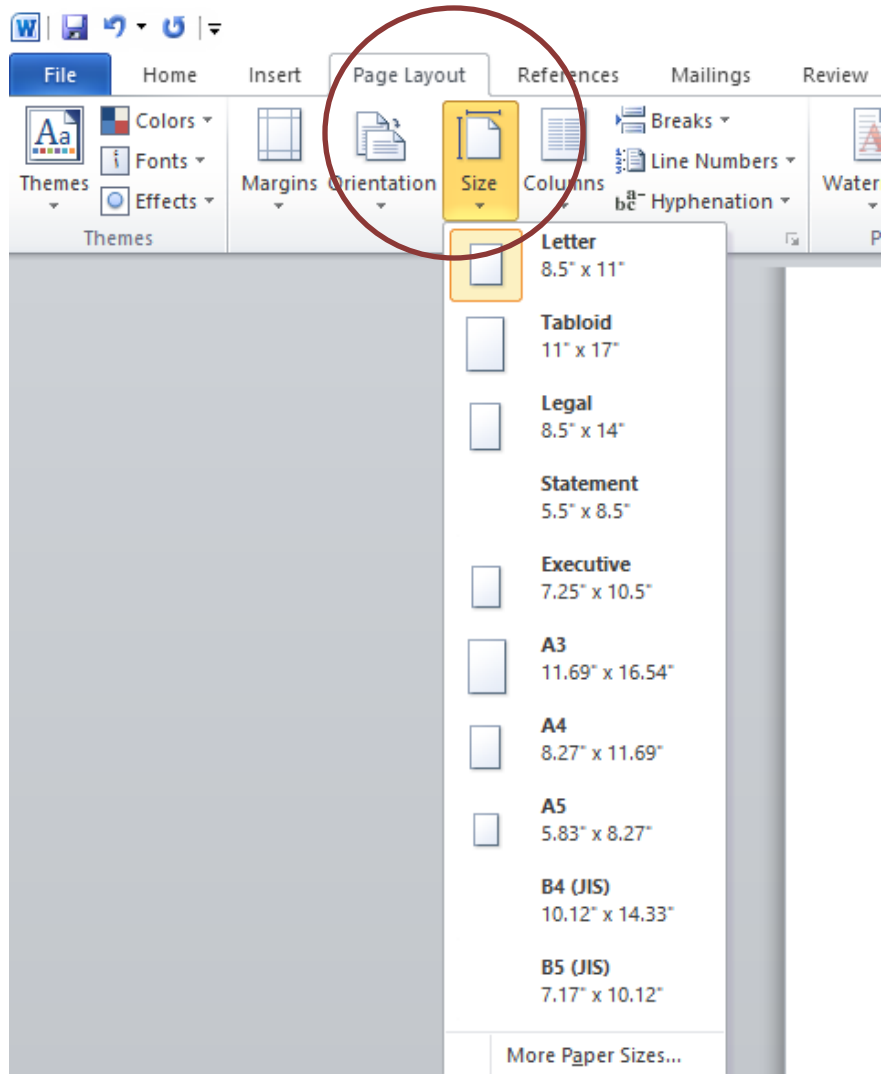 File Home Insert Page Layout References Mailings Review
Colors
Breaks
Fonts
Line Numbers
Themes Margins Orientation Size Columns
Effects
Hyphenation
Themes
Letter
8.5" x 11"
Tabloid
11" x 17"
Legal
8.5" x 14"
Statement
5.5" x 8.5"
Executive
7.25" x 10.5"
A3
11.69" x 16.54"
A4
8.27" x 11.69"
A5
5.83" x 8.27"
B4 (JIS)
10.12" x 14.33"
B5 (JIS)
7.17" x 10.12"
More Paper Sizes...